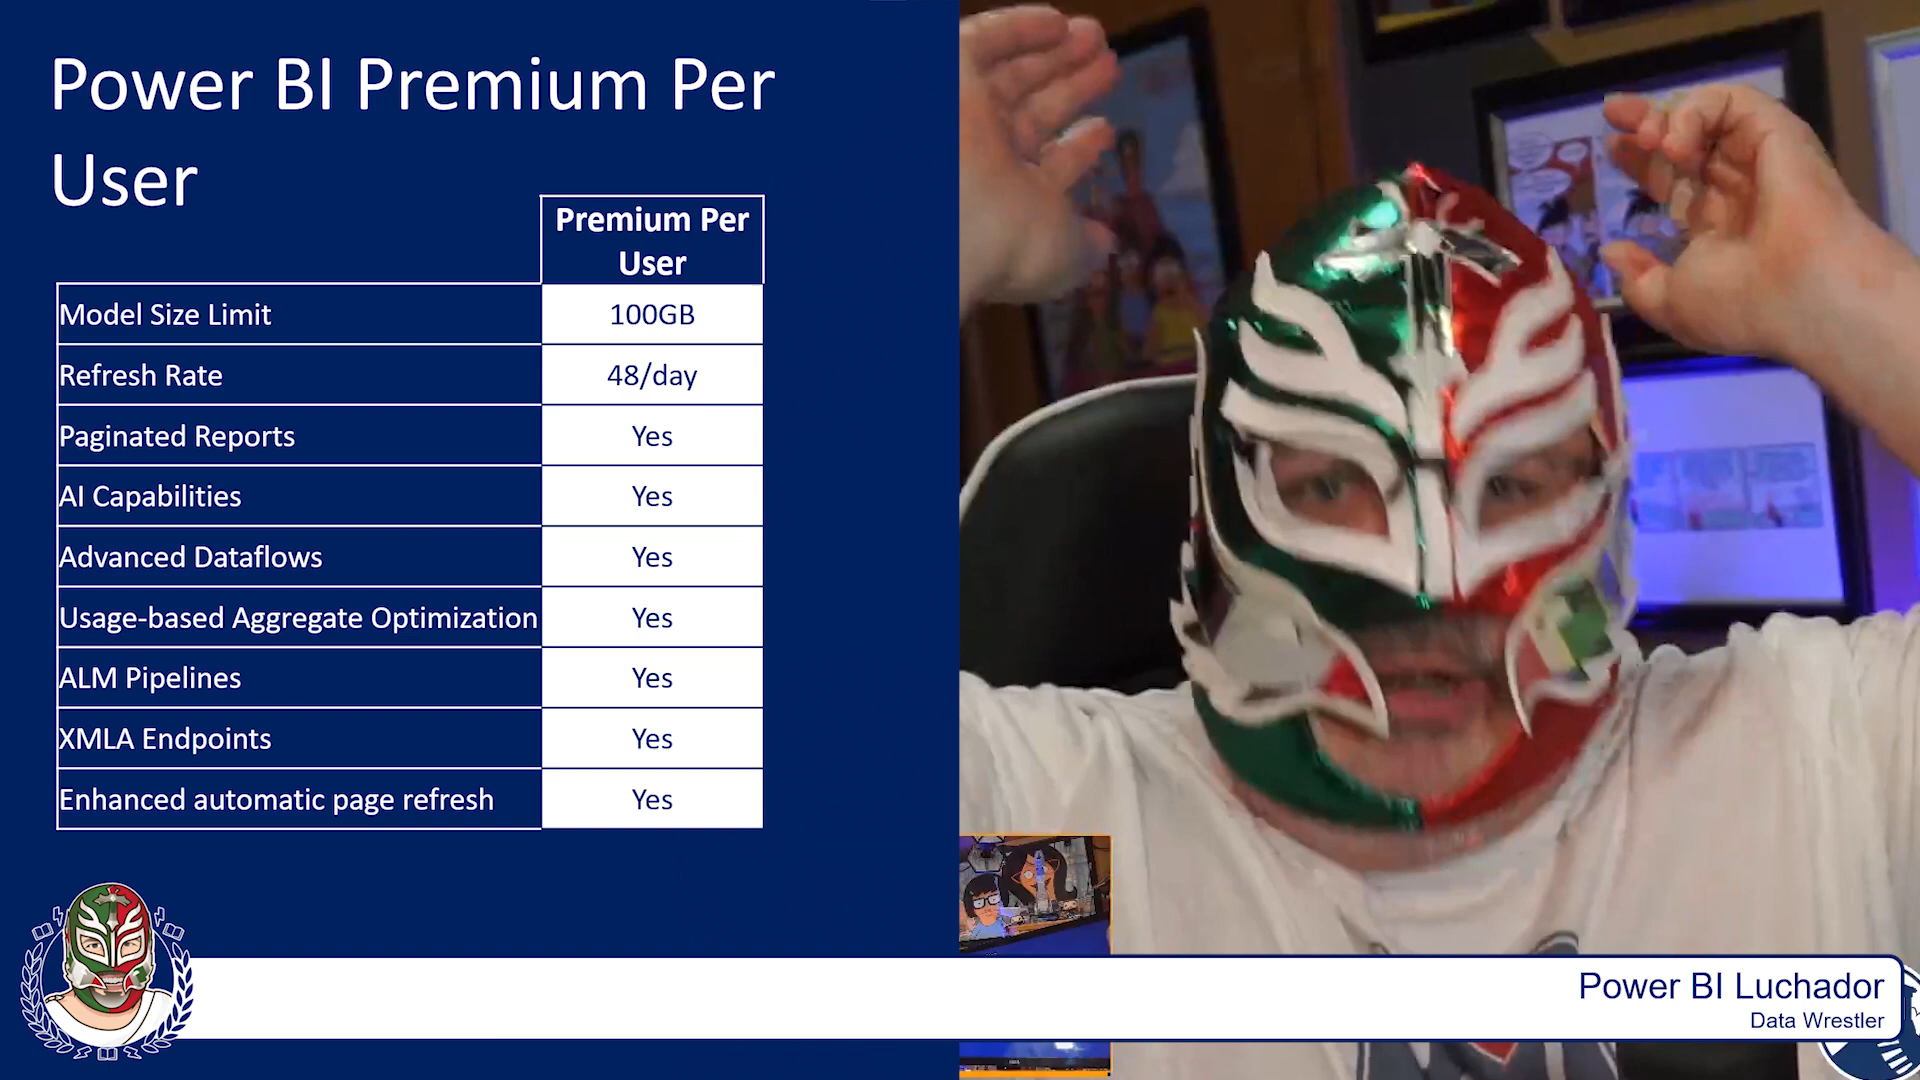 Power BI Premium Per
User
Premium Per
User
Model Size Limit 100GB
Refresh Rate 48/day
Paginated Reports Yes
AI Capabilities Yes
Advanced Dataflows Yes
Usage-based Aggregate Optimization Yes
ALM Pipelines Yes
XMLA Endpoints Yes
Enhanced automatic page refresh Yes
Power BI Luchador
Data Wrestler